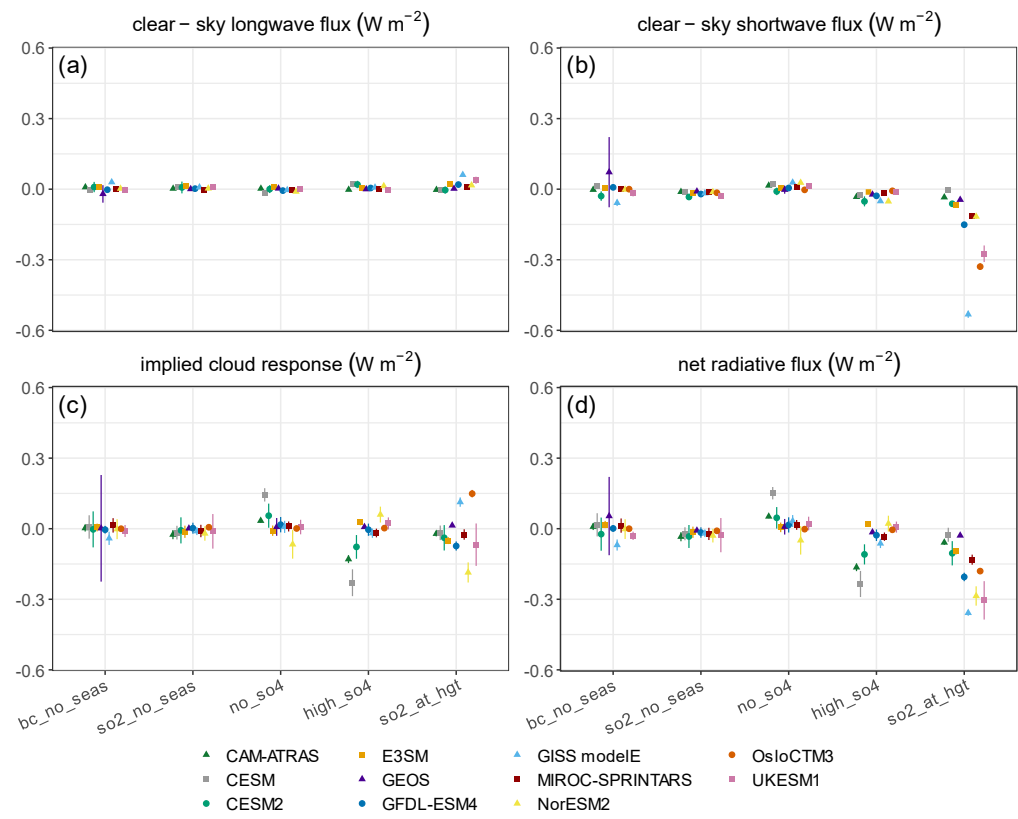 clear − sky longwave flux (W m−2)
clear − sky shortwave flux (W m−2)
(a)
0.6
0.3
0.0
-0.3
-0.6
(b)
0.6
0.3
0.0
-0.3
-0.6
implied cloud response (W m−2)
net radiative flux (W m−2)
(c)
0.6
0.3
0.0
-0.3
-0.6
(d)
0.6
0.3
0.0
-0.3
-0.6
bc_no_seas
so2_no_seas
no_so4
high_so4
so2_at_hgt
bc_no_seas
so2_no_seas
no_so4
high_so4
so2_at_hgt
CAM-ATRAS
E3SM
GISS modelE
OsloCTM3
CESM
GEOS
MIROC-SPRINTARS
UKESM1
CESM2
GFDL-ESM4
NorESM2